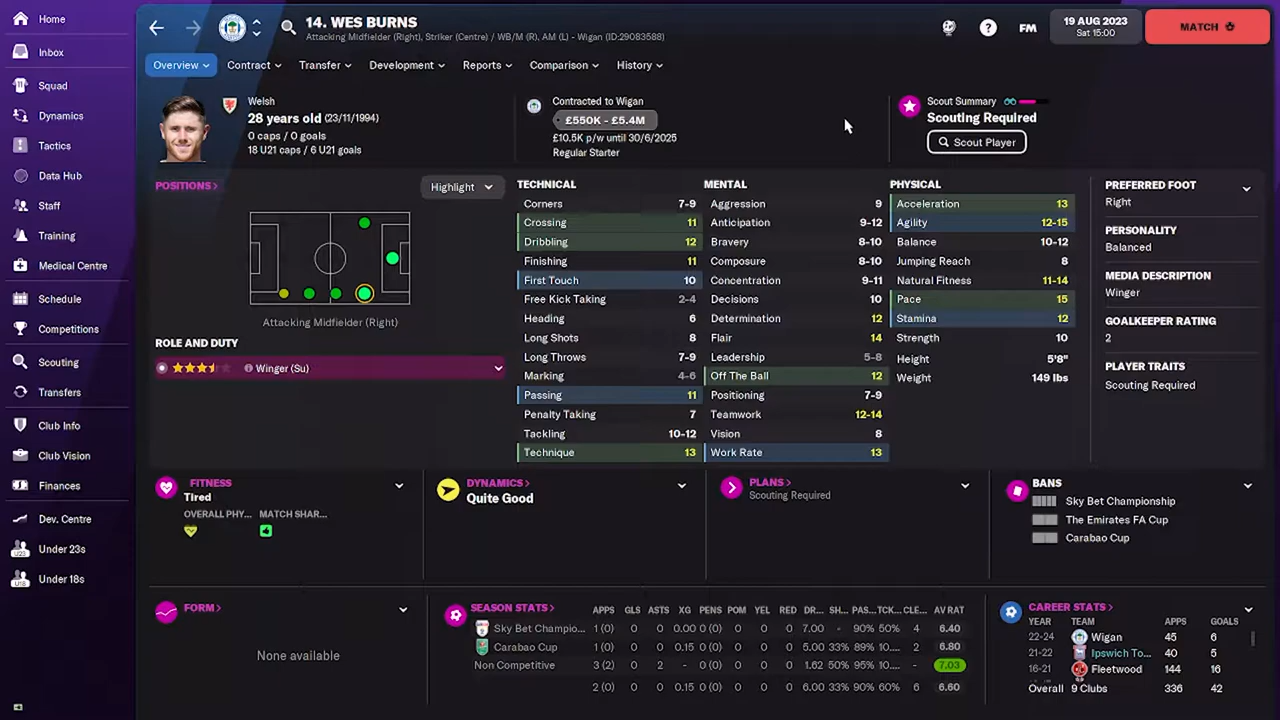 Home
Inbox
Squad
Dynamics
Tactics
Data Hub
Staff
Training
Medical Centre
Schedule
Competitions
Scouting
Transfers
Club Info
Club Vision
Finances
Dev. Centre
Under 23s
Under 18s
14. WES BURNS
Attacking Midfielder (Right), Striker (Centre) / WB/M (R), AM (L) - Wigan (ID:29083588)
FM
19 AUG 2023
Sat 15:00
MATCH
Overview Contract Transfer Development Reports Comparison History
Welsh
28 years old (23/11/1994)
0 caps / 0 goals
18 U21 caps / 6 U21 goals
Contracted to Wigan
£550K - £5.4M
£10.5K p/w until 30/6/2025
Regular Starter
Scout Summary
Scouting Required
Scout Player
POSITIONS>
Highlight
Attacking Midfielder (Right)
ROLE AND DUTY
Winger (Su)
TECHNICAL
Corners 7-9
Crossing 11
Dribbling 12
Finishing 11
First Touch 10
Free Kick Taking 2-4
Heading 6
Long Shots 8
Long Throws 7-9
Marking 4-6
Passing 11
Penalty Taking 7
Tackling 10-12
Technique 13
MENTAL
Aggression 9
Anticipation 9-12
Bravery 8-10
Composure 8-10
Concentration 9-11
Decisions 10
Determination 12
Flair 14
Leadership 5-8
Off The Ball 12
Positioning 7-9
Teamwork 12-14
Vision 8
Work Rate 13
PHYSICAL
Acceleration 13
Agility 12-15
Balance 10-12
Jumping Reach 8
Natural Fitness 11-14
Pace 15
Stamina 12
Strength 10
Height 5'8"
Weight 149 lbs
PREFERRED FOOT
Right
PERSONALITY
Balanced
MEDIA DESCRIPTION
Winger
GOALKEEPER RATING
2
PLAYER TRAITS
Scouting Required
FITNESS
Tired
OVERALL PHY... MATCH SHAR...
DYNAMICS>
Quite Good
PLANS>
Scouting Required
BANS
Sky Bet Championship
The Emirates FA Cup
Carabao Cup
FORM>
None available
SEASON STATS> APPS GLS ASTS XG PENS POM YEL RED DR... SH... PAS... TCK... CLE... AV RAT
Sky Bet Champio... 1 (0) 0 0 0.00 0 (0) 0 0 0 7.00 - 90% 50% 4 6.40
Carabao Cup 1 (0) 0 0 0.15 0 (0) 0 0 0 5.00 33% 89% 10.... 2 6.80
Non Competitive 3 (2) 0 2 - 0 (0) 0 0 0 1.62 50% 95% 10.... - 7.03
2 (0) 0 0 0.15 0 (0) 0 0 0 6.00 33% 90% 60% 6 6.60
CAREER STATS>
YEAR TEAM APPS GOALS
22-24 Wigan 45 6
21-22 Ipswich To... 40 5
16-21 Fleetwood 144 16
Overall 9 Clubs 336 42